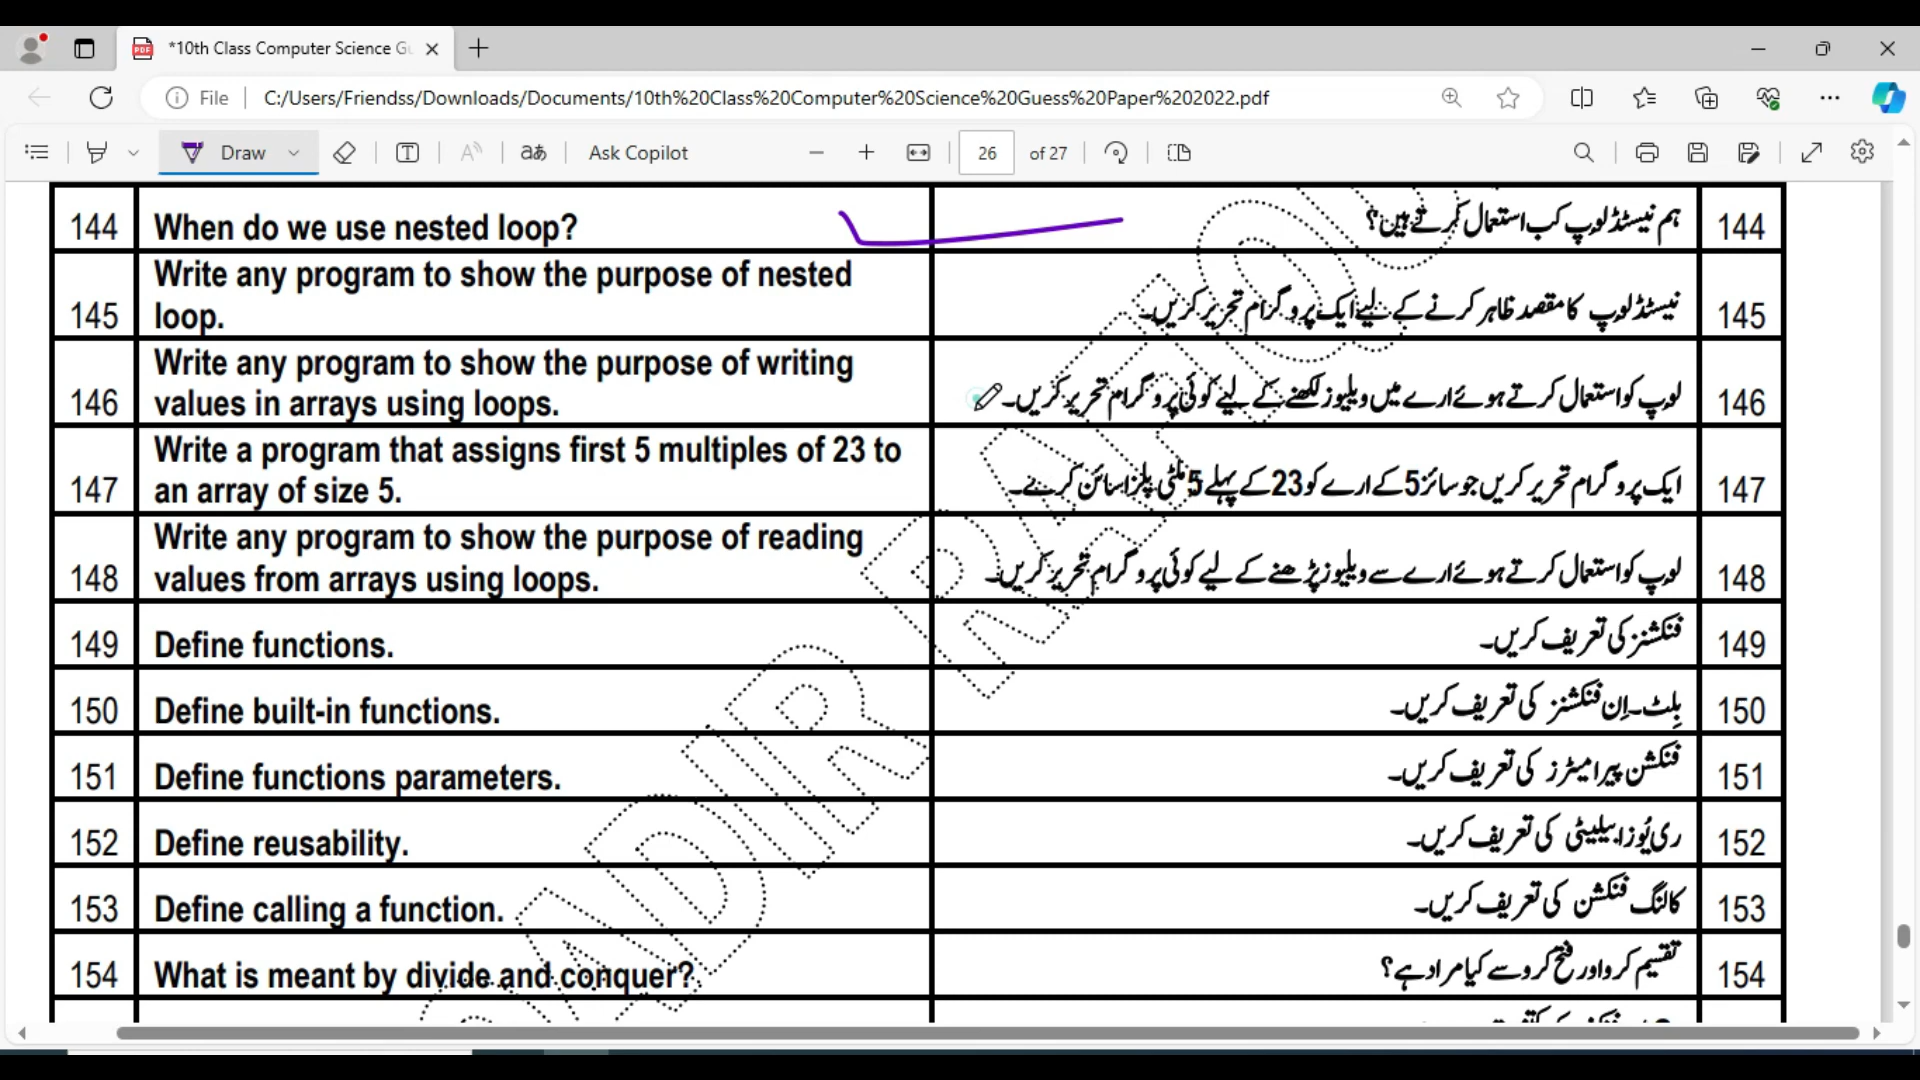 *10th Class Computer Science G
File
C:/Users/Friendss/Downloads/Documents/10th%20Class%20Computer%20Science%20Guess%20Paper%202022.pdf
Draw
Ask Copilot
26 of 27
144 When do we use nested loop? ہم نیسٹڈ لوپ کب استعمال کرتے ہیں؟ 144
Write any program to show the purpose of nested
145 loop. نیسٹڈ لوپ کا مقصد ظاہر کرنے کے لیے ایک پروگرام تحریر کریں۔ 145
Write any program to show the purpose of writing
146 values in arrays using loops. لوپ کو استعمال کرتے ہوئے ارے میں ویلیوز لکھنے کے لیے کوئی پروگرام تحریر کریں۔ 146
Write a program that assigns first 5 multiples of 23 to
147 an array of size 5. ایک پروگرام تحریر کریں جو سائز 5 کے ارے کو 23 کے پہلے 5 ملٹی پلز اسائن کرنے۔ 147
Write any program to show the purpose of reading
148 values from arrays using loops. لوپ کو استعمال کرتے ہوئے ارے سے ویلیوز پڑھنے کے لیے کوئی پروگرام تحریر کریں۔ 148
149 Define functions. فنکشنز کی تعریف کریں۔ 149
150 Define built-in functions. بِلٹ۔اِن فنکشنز کی تعریف کریں۔ 150
151 Define functions parameters. فنکشن پیرامیٹرز کی تعریف کریں۔ 151
152 Define reusability. ری یُوزابیلیٹی کی تعریف کریں۔ 152
153 Define calling a function. کالنگ فنکشن کی تعریف کریں۔ 153
154 What is meant by divide and conquer? تقسیم کرو اور فتح کرو سے کیا مراد ہے؟ 154